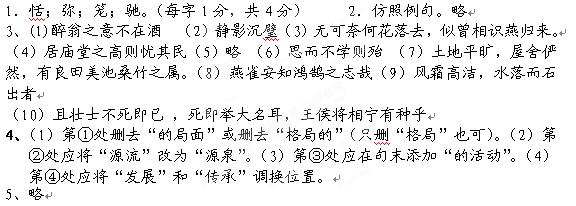 1. 恬；弥；笼；驰。（每字1分，共4分）      2. 仿照例句。略
3、(1)醉翁之意不在酒  (2)静影沉璧(3)无可奈何花落去，似曾相识燕归来。
（4）居庙堂之高则忧其民（5）略 （6）思而不学则殆 （7）土地平旷，屋舍俨
然，有良田美池桑竹之属。（8）燕雀安知鸿鹄之志哉（9）风霜高洁，水落而石
出者
（10）且壮士不死即已 ，死即举大名耳，王侯将相宁有种乎
4、（1）第①处删去“的局面”或删去“格局的”（只删“格局”也可）。（2）第
②处应将“源流”改为“源泉”。（3）第③处应在句末添加“的活动”。（4）
第④处应将“发展”和“传承”调换位置。
5、略